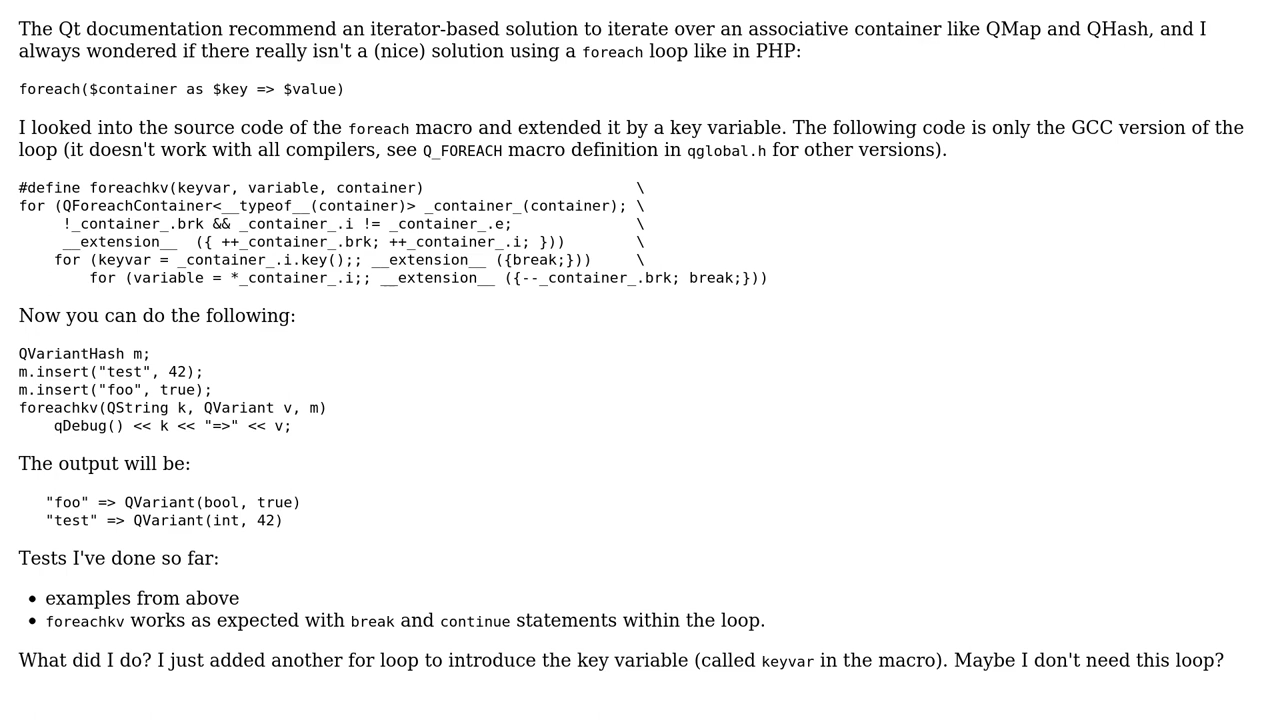 The Qt documentation recommend an iterator-based solution to iterate over an associative container like QMap and QHash, and I
always wondered if there really isn't a (nice) solution using a foreach loop like in PHP:
foreach($container as $key => $value)
I looked into the source code of the foreach macro and extended it by a key variable. The following code is only the GCC version of the
loop (it doesn't work with all compilers, see Q_FOREACH macro definition in qglobal.h for other versions).
#define foreachkv(keyvar, variable, container)                        \
for (QForeachContainer<__typeof__(container)> _container_(container); \
     !_container_.brk && _container_.i != _container_.e;              \
     __extension__  ({ ++_container_.brk; ++_container_.i; }))        \
    for (keyvar = _container_.i.key();; __extension__ ({break;}))     \
        for (variable = *_container_.i;; __extension__ ({--_container_.brk; break;}))
Now you can do the following:
QVariantHash m;
m.insert("test", 42);
m.insert("foo", true);
foreachkv(QString k, QVariant v, m)
    qDebug() << k << "=>" << v;
The output will be:
   "foo" => QVariant(bool, true)
   "test" => QVariant(int, 42)
Tests I've done so far:
• examples from above
• foreachkv works as expected with break and continue statements within the loop.
What did I do? I just added another for loop to introduce the key variable (called keyvar in the macro). Maybe I don't need this loop?